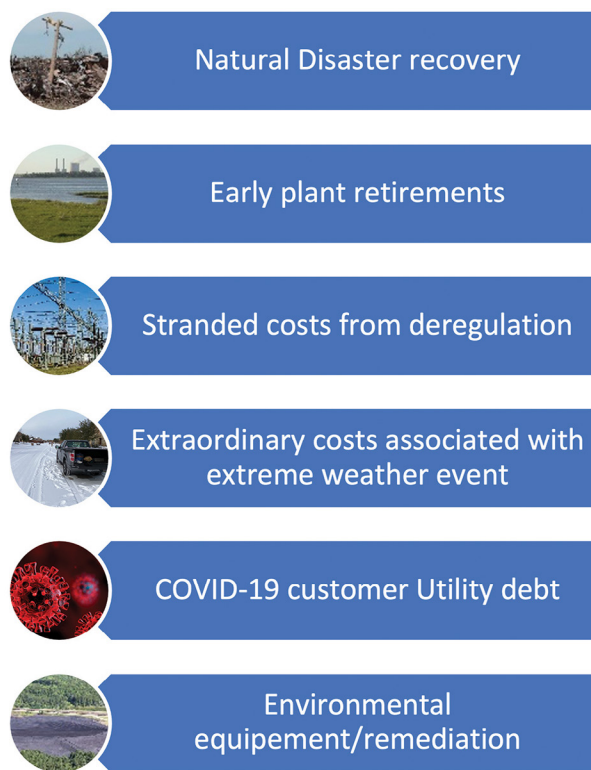 Natural Disaster recovery
Early plant retirements
Stranded costs from deregulation
Extraordinary costs associated with
extreme weather event
COVID-19 customer Utility debt
Environmental
equipement/remediation